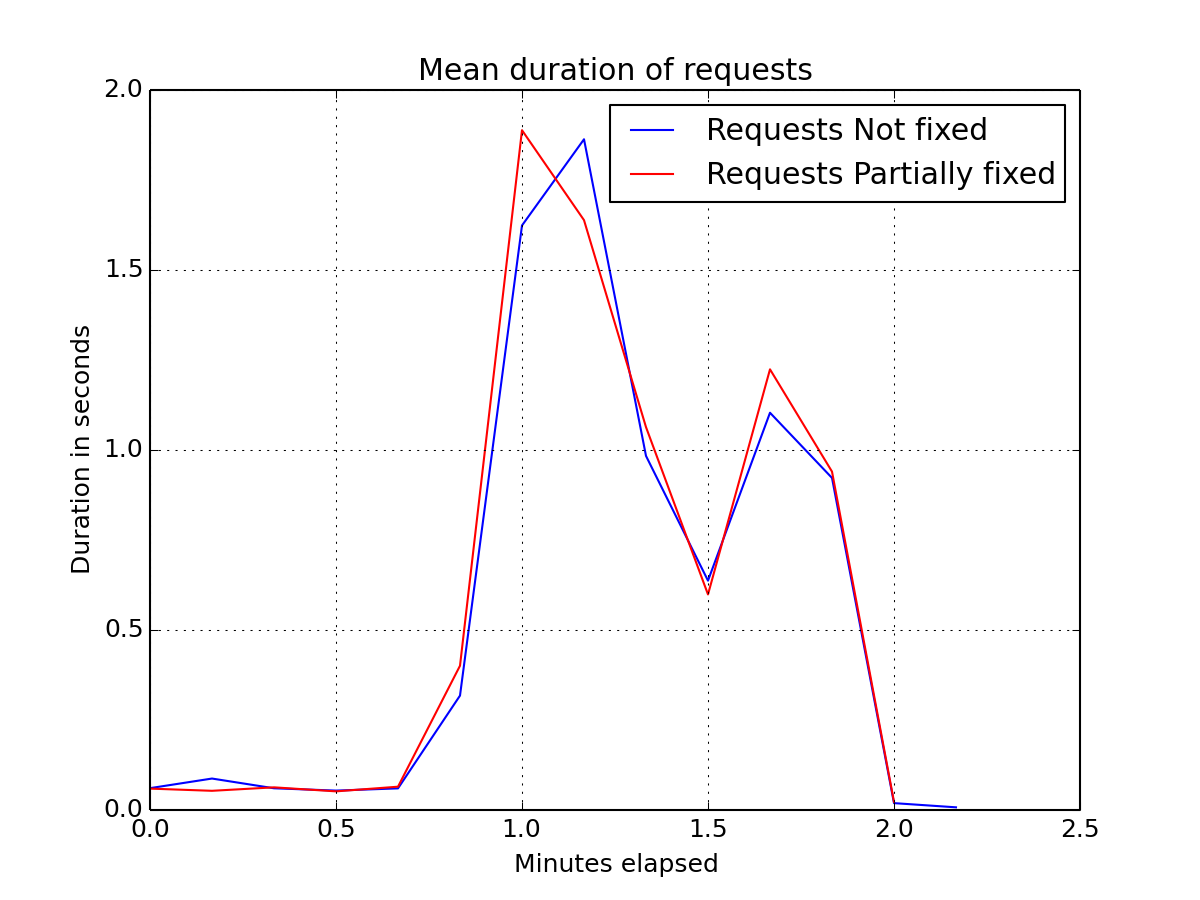 Mean duration of requests
2.0
Requests Not fixed
Requests Partially fixed
1.5
1.0
0.5
0.0
Duration in seconds
0.0 0.5 1.0 1.5 2.0 2.5
Minutes elapsed